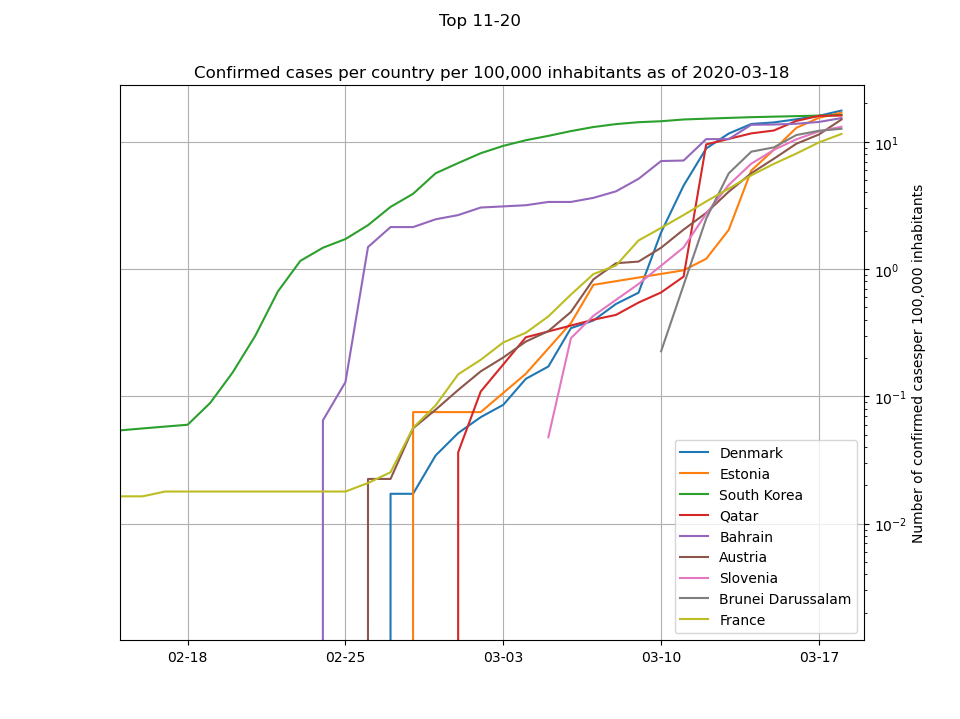 Top 11-20
Confirmed cases per country per 100,000 inhabitants as of 2020-03-18
10¹
10⁰
10⁻¹
10⁻²
Number of confirmed casesper 100,000 inhabitants
Denmark
Estonia
South Korea
Qatar
Bahrain
Austria
Slovenia
Brunei Darussalam
France
02-18
02-25
03-03
03-10
03-17